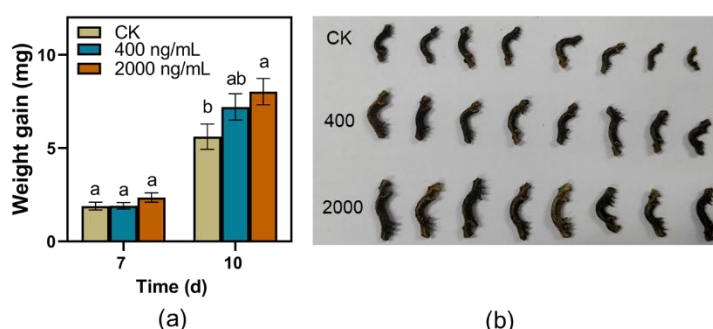 CK
400 ng/mL
2000 ng/mL
Weight gain (mg)
10
5
0
a
a
a
b
ab
a
7
10
Time (d)
(a)
CK
400
2000
(b)